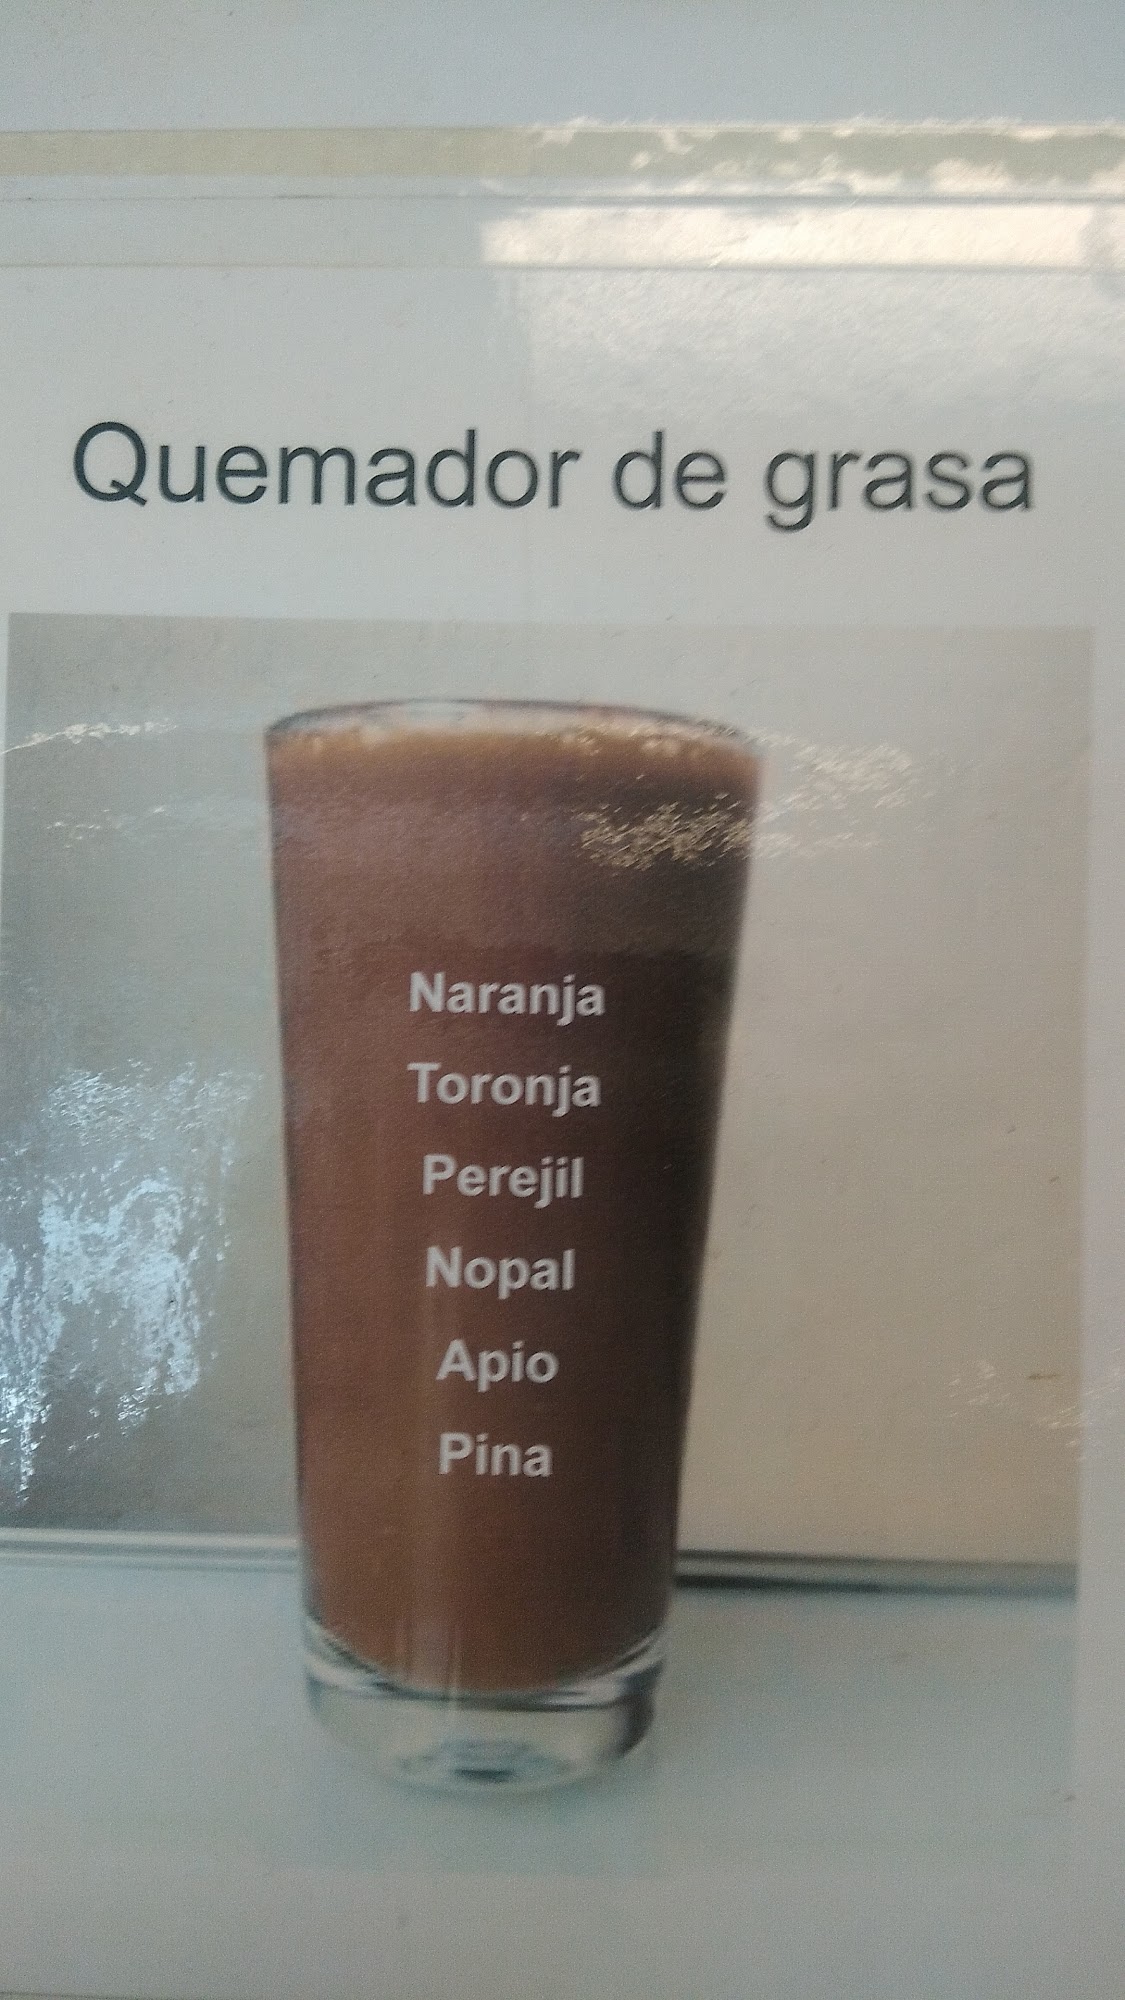 Quemador de grasa
Naranja
Toronja
Perejil
Nopal
Apio
Pina